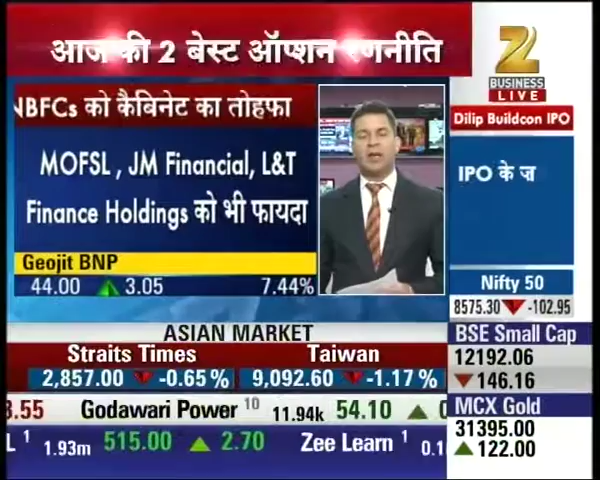 आज की 2 बेस्ट ऑप्शन रणनीति
Z
BUSINESS
LIVE
NBFCs को कैबिनेट का तोहफा
MOFSL , JM Financial, L&T
Finance Holdings को भी फायदा
Geojit BNP
44.00 ▲ 3.05 7.44%
Dilip Buildcon IPO
IPO के ज
Nifty 50
8575.30 ▼ -102.95
ASIAN MARKET
Straits Times
2,857.00 ▼ -0.65 %
Taiwan
9,092.60 ▼ -1.17 %
BSE Small Cap
12192.06
▼ 146.16
MCX Gold
31395.00
▲ 122.00
3.55 Godawari Power 10 11.94k 54.10 ▲
L 1 1.93m 515.00 ▲ 2.70 Zee Learn 1 0.1